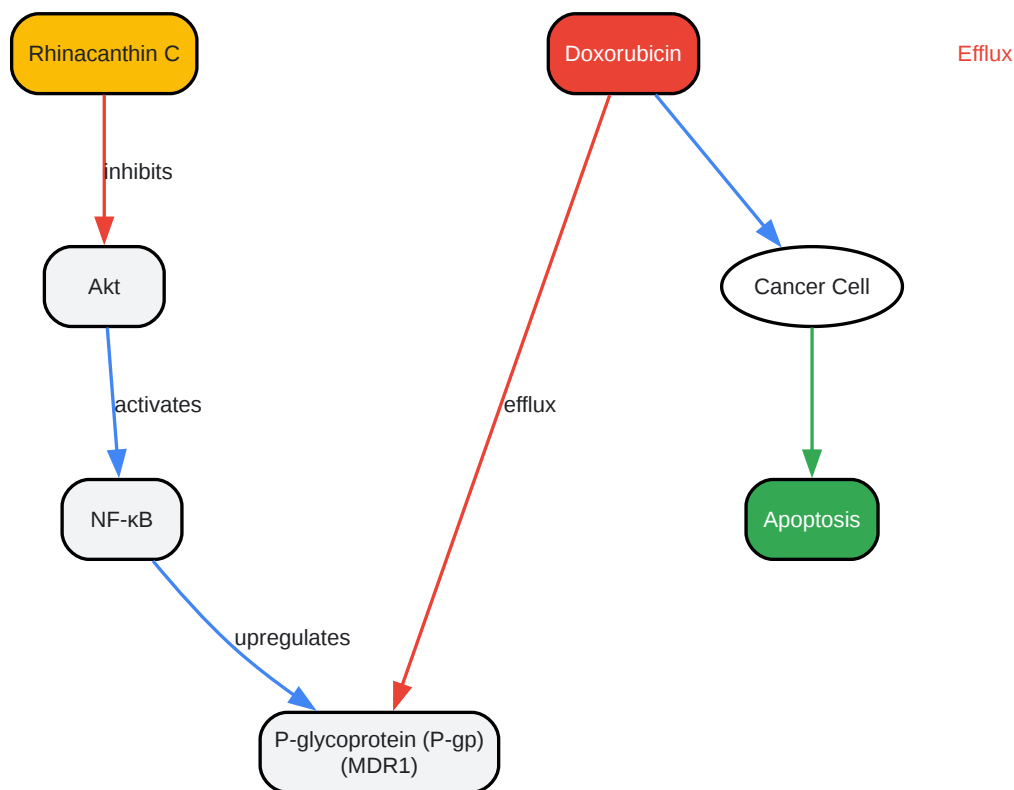 Rhinacanthin C
Doxorubicin
Efflux
inhibits
Akt
Cancer Cell
activates
efflux
NF-κB
Apoptosis
upregulates
P-glycoprotein (P-gp)
(MDR1)